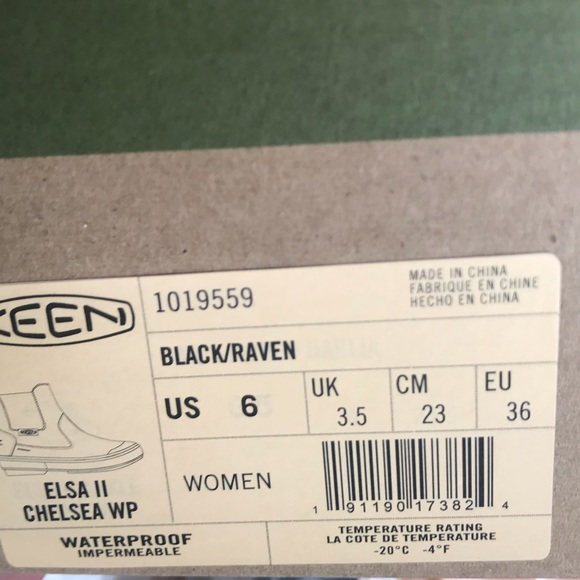 KEEN
1019559
MADE IN CHINA
FABRIQUE EN CHINE
HECHO EN CHINA
BLACK/RAVEN
US 6
UK 3.5
CM 23
EU 36
ELSA II
CHELSEA WP
WOMEN
1 91190 17382 4
WATERPROOF
IMPERMEABLE
TEMPERATURE RATING
LA COTE DE TEMPERATURE
-20°C -4°F